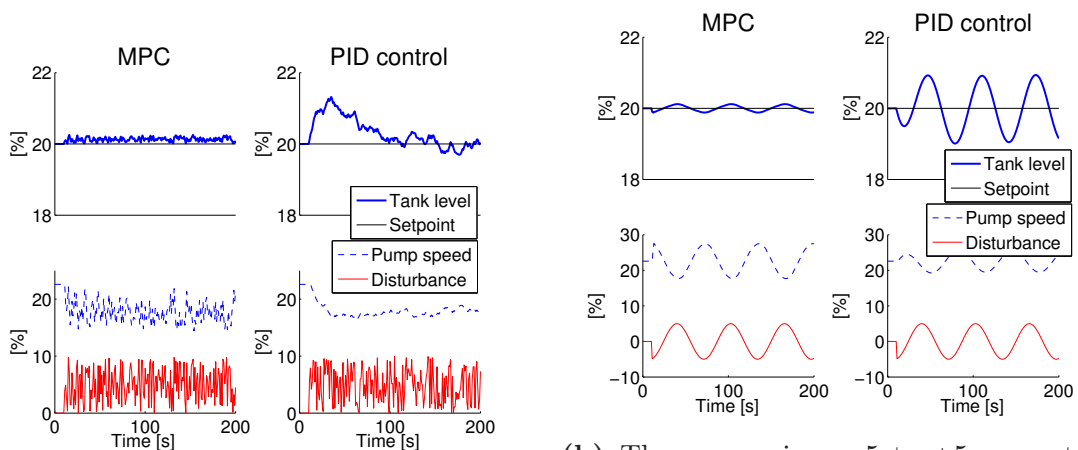 MPC
PID control
22
20
18
[%]
22
20
18
Tank level
Setpoint
Pump speed
Disturbance
20
10
0
[%]
0
100
200
Time [s]
0
100
200
Time [s]
MPC
PID control
22
20
18
[%]
22
20
18
Tank level
Setpoint
Pump speed
Disturbance
30
20
10
0
−10
[%]
0
100
200
Time [s]
30
20
10
0
−10
0
100
200
Time [s]